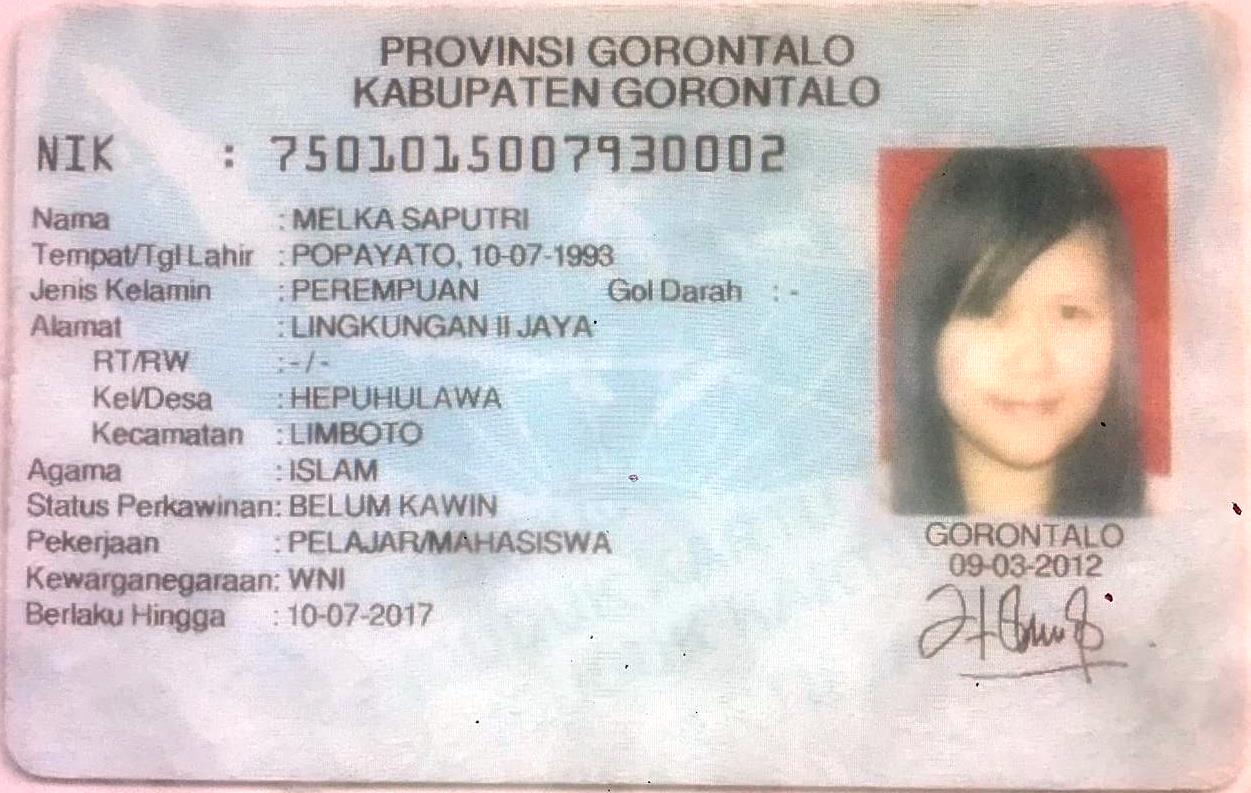 PROVINSI GORONTALO
KABUPATEN GORONTALO
NIK : 7501015007930002
Nama : MELKA SAPUTRI
Tempat/Tgl Lahir : POPAYATO, 10-07-1993
Jenis Kelamin : PEREMPUAN Gol Darah : -
Alamat : LINGKUNGAN II JAYA
RT/RW : - / -
Kel/Desa : HEPUHULAWA
Kecamatan : LIMBOTO
Agama : ISLAM
Status Perkawinan : BELUM KAWIN
Pekerjaan : PELAJAR/MAHASISWA
Kewarganegaraan : WNI
Berlaku Hingga : 10-07-2017
GORONTALO
09-03-2012